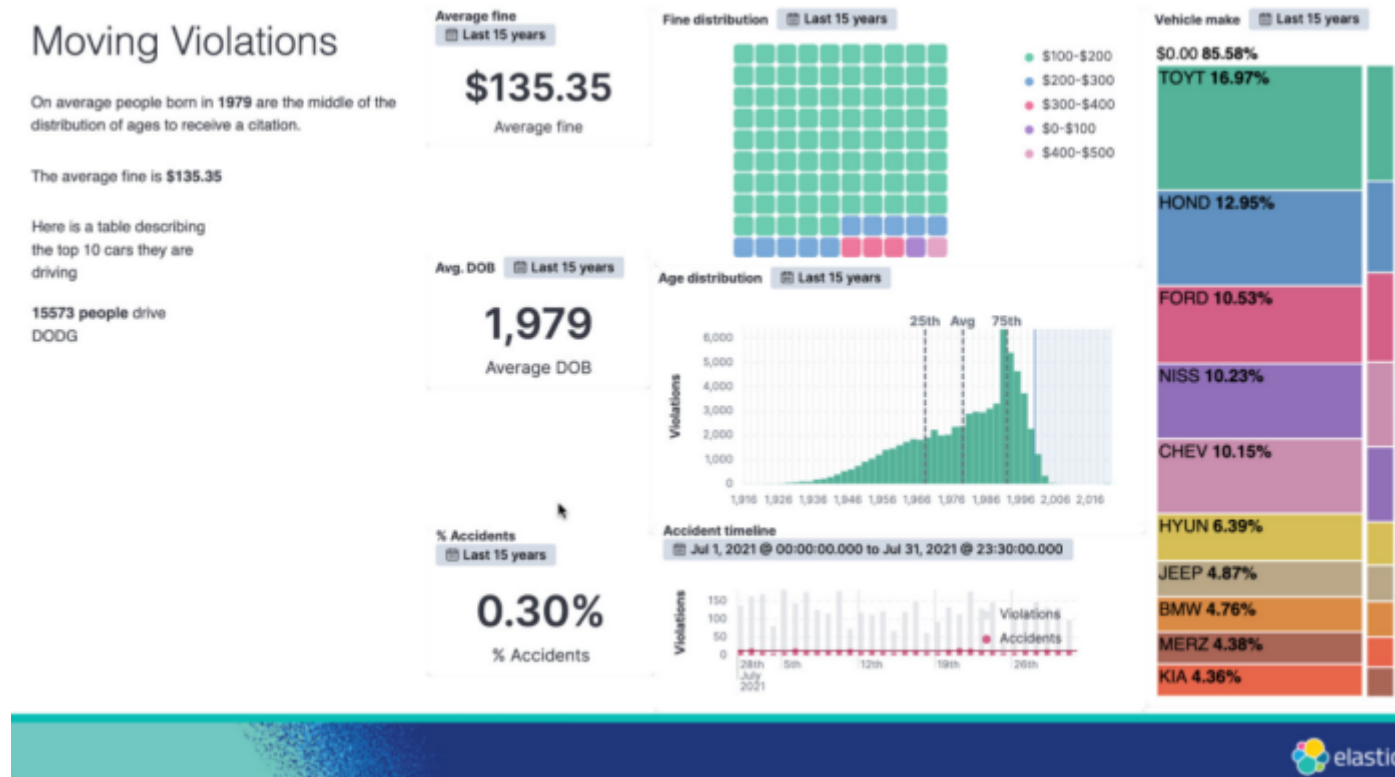 Moving Violations
On average people born in 1979 are the middle of the
distribution of ages to receive a citation.
The average fine is $135.35
Here is a table describing
the top 10 cars they are
driving
15573 people drive
DODG
Average fine
Last 15 years
$135.35
Average fine
Avg. DOB Last 15 years
1,979
Average DOB
% Accidents
Last 15 years
0.30%
% Accidents
Fine distribution Last 15 years
$100-$200
$200-$300
$300-$400
$0-$100
$400-$500
Age distribution Last 15 years
25th Avg 75th
6,000
5,000
4,000
3,000
2,000
1,000
0
Violations
1,916 1,926 1,936 1,946 1,956 1,966 1,976 1,986 1,996 2,006 2,016
Accident timeline
Jul 1, 2021 @ 00:00:00.000 to Jul 31, 2021 @ 23:30:00.000
Violations
150
100
50
0
Violations
Accidents
28th 5th 12th 19th 26th
July
2021
Vehicle make Last 15 years
$0.00 85.58%
TOYT 16.97%
HOND 12.95%
FORD 10.53%
NISS 10.23%
CHEV 10.15%
HYUN 6.39%
JEEP 4.87%
BMW 4.76%
MERZ 4.38%
KIA 4.36%
elastic